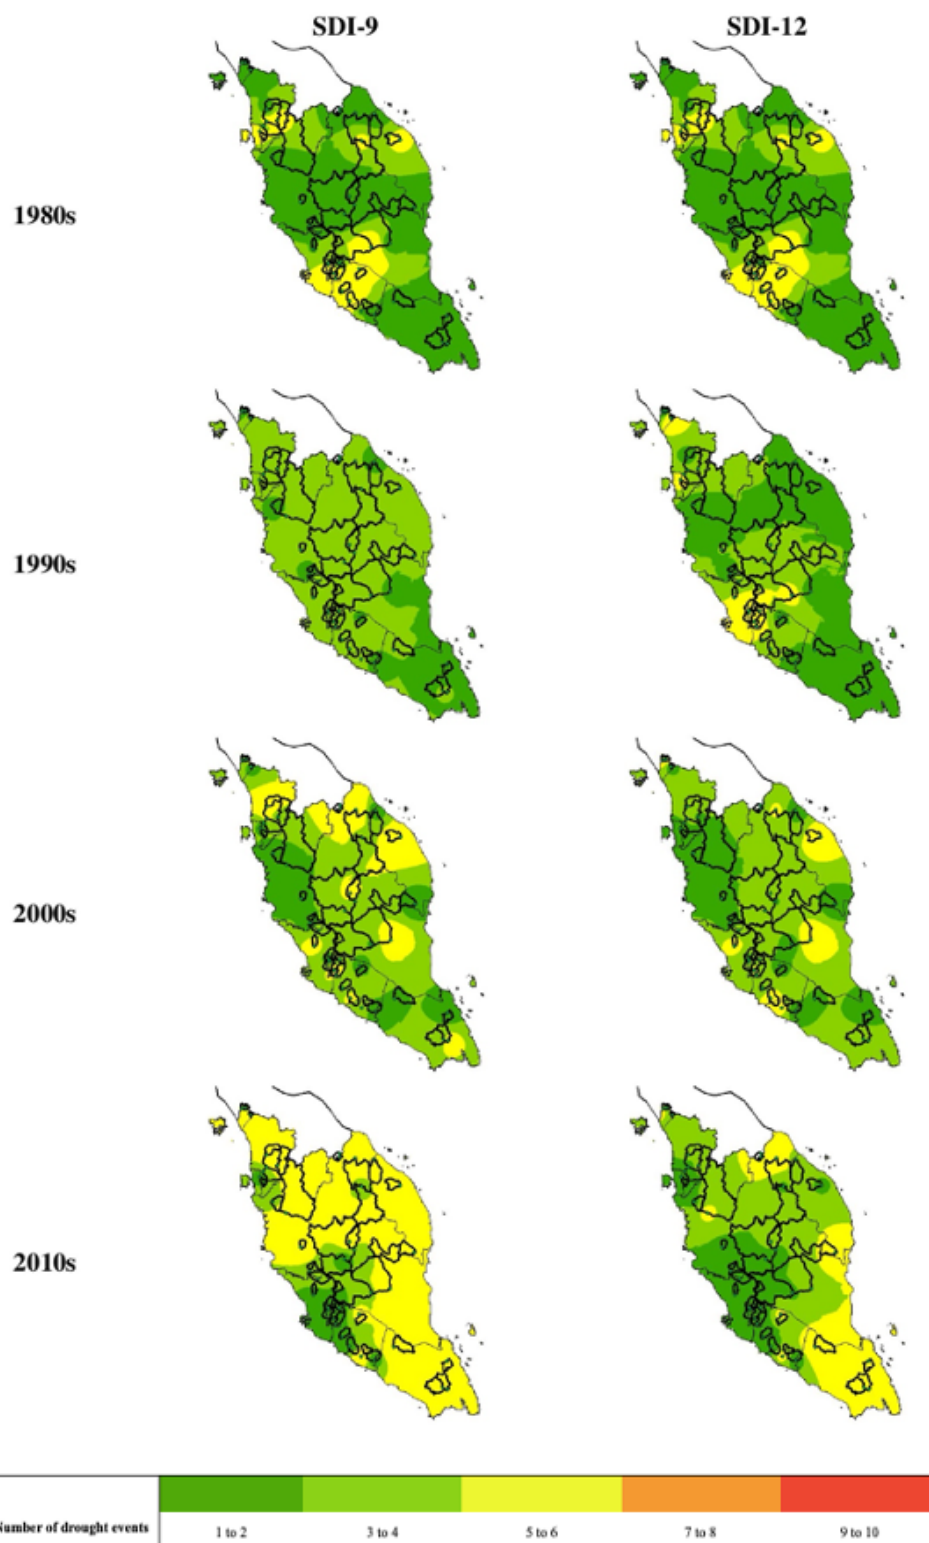 SDI-9 SDI-12
1980s
1990s
2000s
2010s
Number of drought events 1 to 2 3 to 4 5 to 6 7 to 8 9 to 10